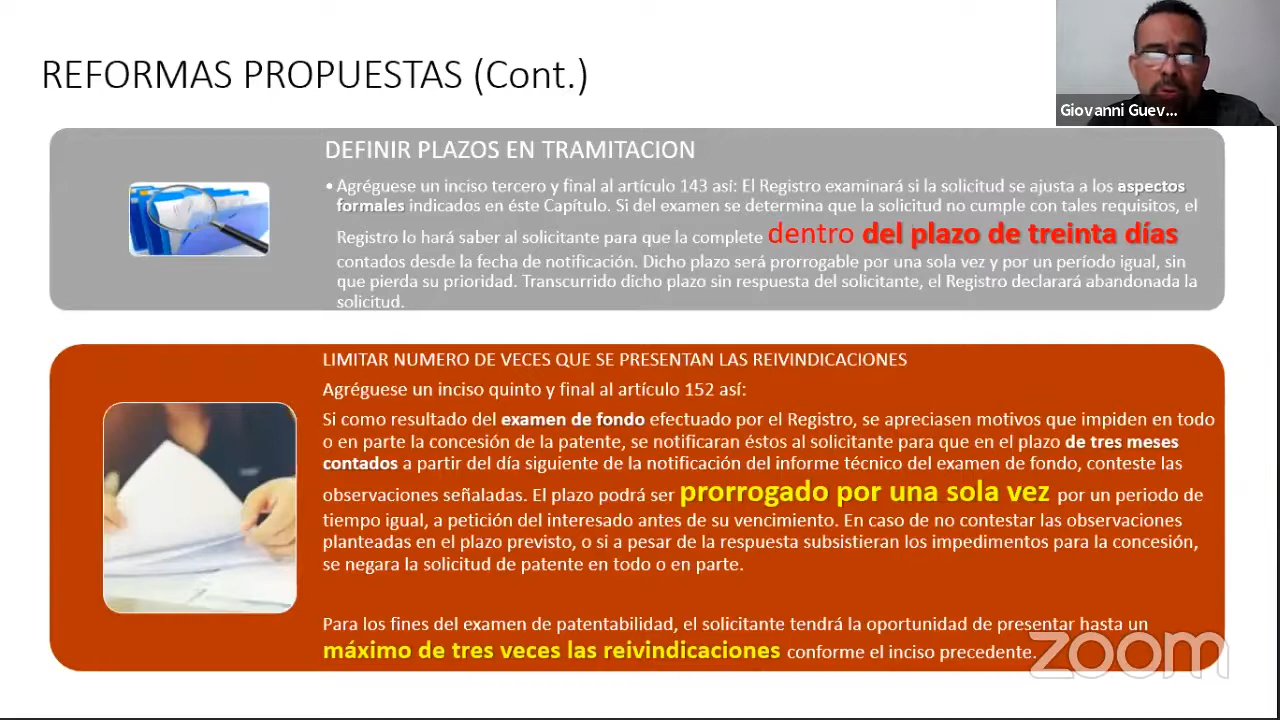 REFORMAS PROPUESTAS (Cont.)
Giovanni Guev...
DEFINIR PLAZOS EN TRAMITACION
• Agréguese un inciso tercero y final al artículo 143 así: El Registro examinará si la solicitud se ajusta a los aspectos
formales indicados en éste Capítulo. Si del examen se determina que la solicitud no cumple con tales requisitos, el
Registro lo hará saber al solicitante para que la complete dentro del plazo de treinta días
contados desde la fecha de notificación. Dicho plazo será prorrogable por una sola vez y por un período igual, sin
que pierda su prioridad. Transcurrido dicho plazo sin respuesta del solicitante, el Registro declarará abandonada la
solicitud.
LIMITAR NUMERO DE VECES QUE SE PRESENTAN LAS REIVINDICACIONES
Agréguese un inciso quinto y final al artículo 152 así:
Si como resultado del examen de fondo efectuado por el Registro, se apreciasen motivos que impiden en todo
o en parte la concesión de la patente, se notificaran éstos al solicitante para que en el plazo de tres meses
contados a partir del día siguiente de la notificación del informe técnico del examen de fondo, conteste las
observaciones señaladas. El plazo podrá ser prorrogado por una sola vez por un periodo de
tiempo igual, a petición del interesado antes de su vencimiento. En caso de no contestar las observaciones
planteadas en el plazo previsto, o si a pesar de la respuesta subsistieran los impedimentos para la concesión,
se negara la solicitud de patente en todo o en parte.
Para los fines del examen de patentabilidad, el solicitante tendrá la oportunidad de presentar hasta un
máximo de tres veces las reivindicaciones conforme el inciso precedente.
zoom